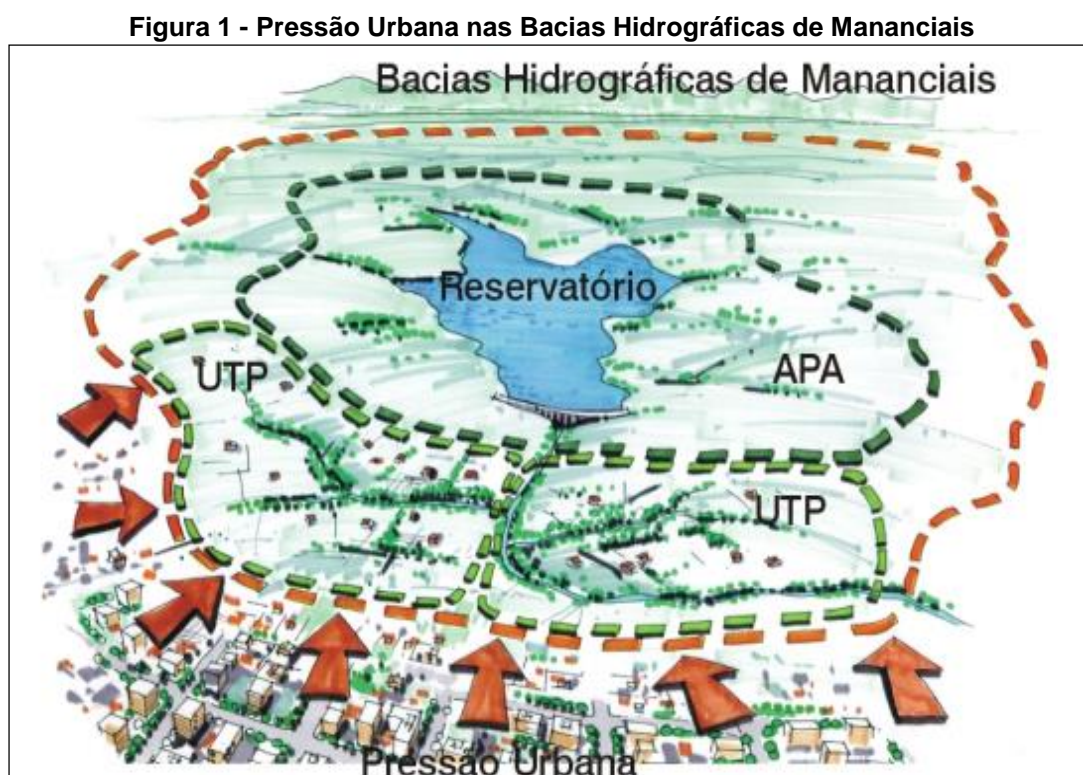 Figura 1 - Pressão Urbana nas Bacias Hidrográficas de Mananciais
Bacias Hidrográficas de Mananciais
Reservatório
UTP
APA
UTP
Pressão Urbana